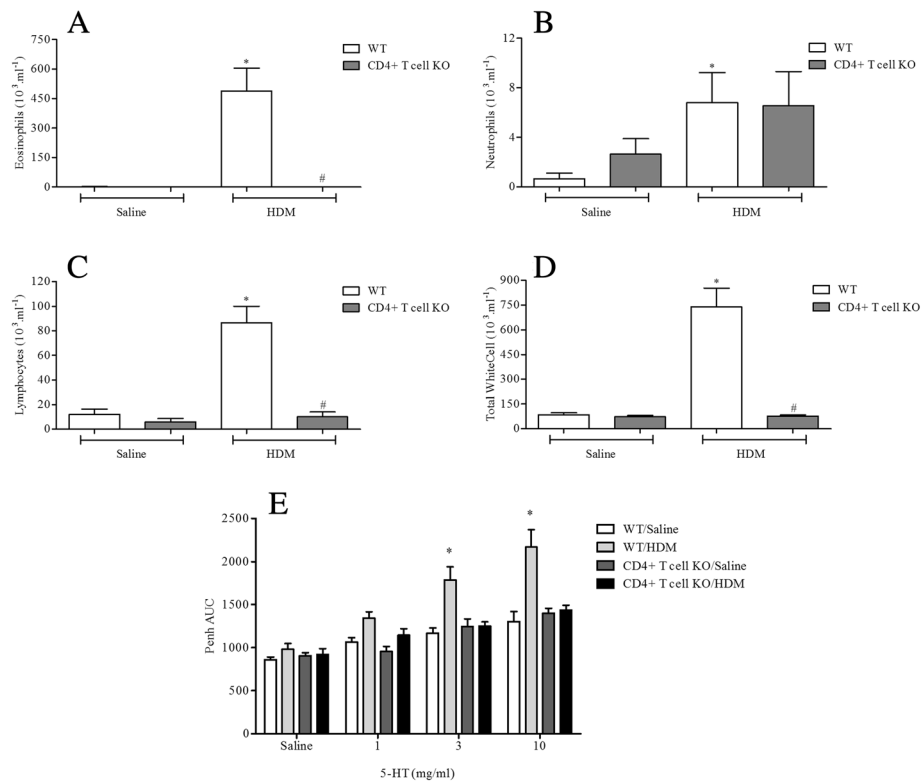 A
Eosinophils (10³.ml⁻¹)
750
600
450
300
150
0
*
#
Saline
HDM
WT
CD4+ T cell KO
B
Neutrophils (10³.ml⁻¹)
12
8
4
0
*
Saline
HDM
WT
CD4+ T cell KO
C
Lymphocytes (10³.ml⁻¹)
120
100
80
60
40
20
0
*
#
Saline
HDM
WT
CD4+ T cell KO
D
Total WhiteCell (10³.ml⁻¹)
900
750
600
450
300
150
0
*
#
Saline
HDM
WT
CD4+ T cell KO
E
Penh AUC
2500
2000
1500
1000
500
0
*
*
Saline
1
3
10
5-HT (mg/ml)
WT/Saline
WT/HDM
CD4+ T cell KO/Saline
CD4+ T cell KO/HDM